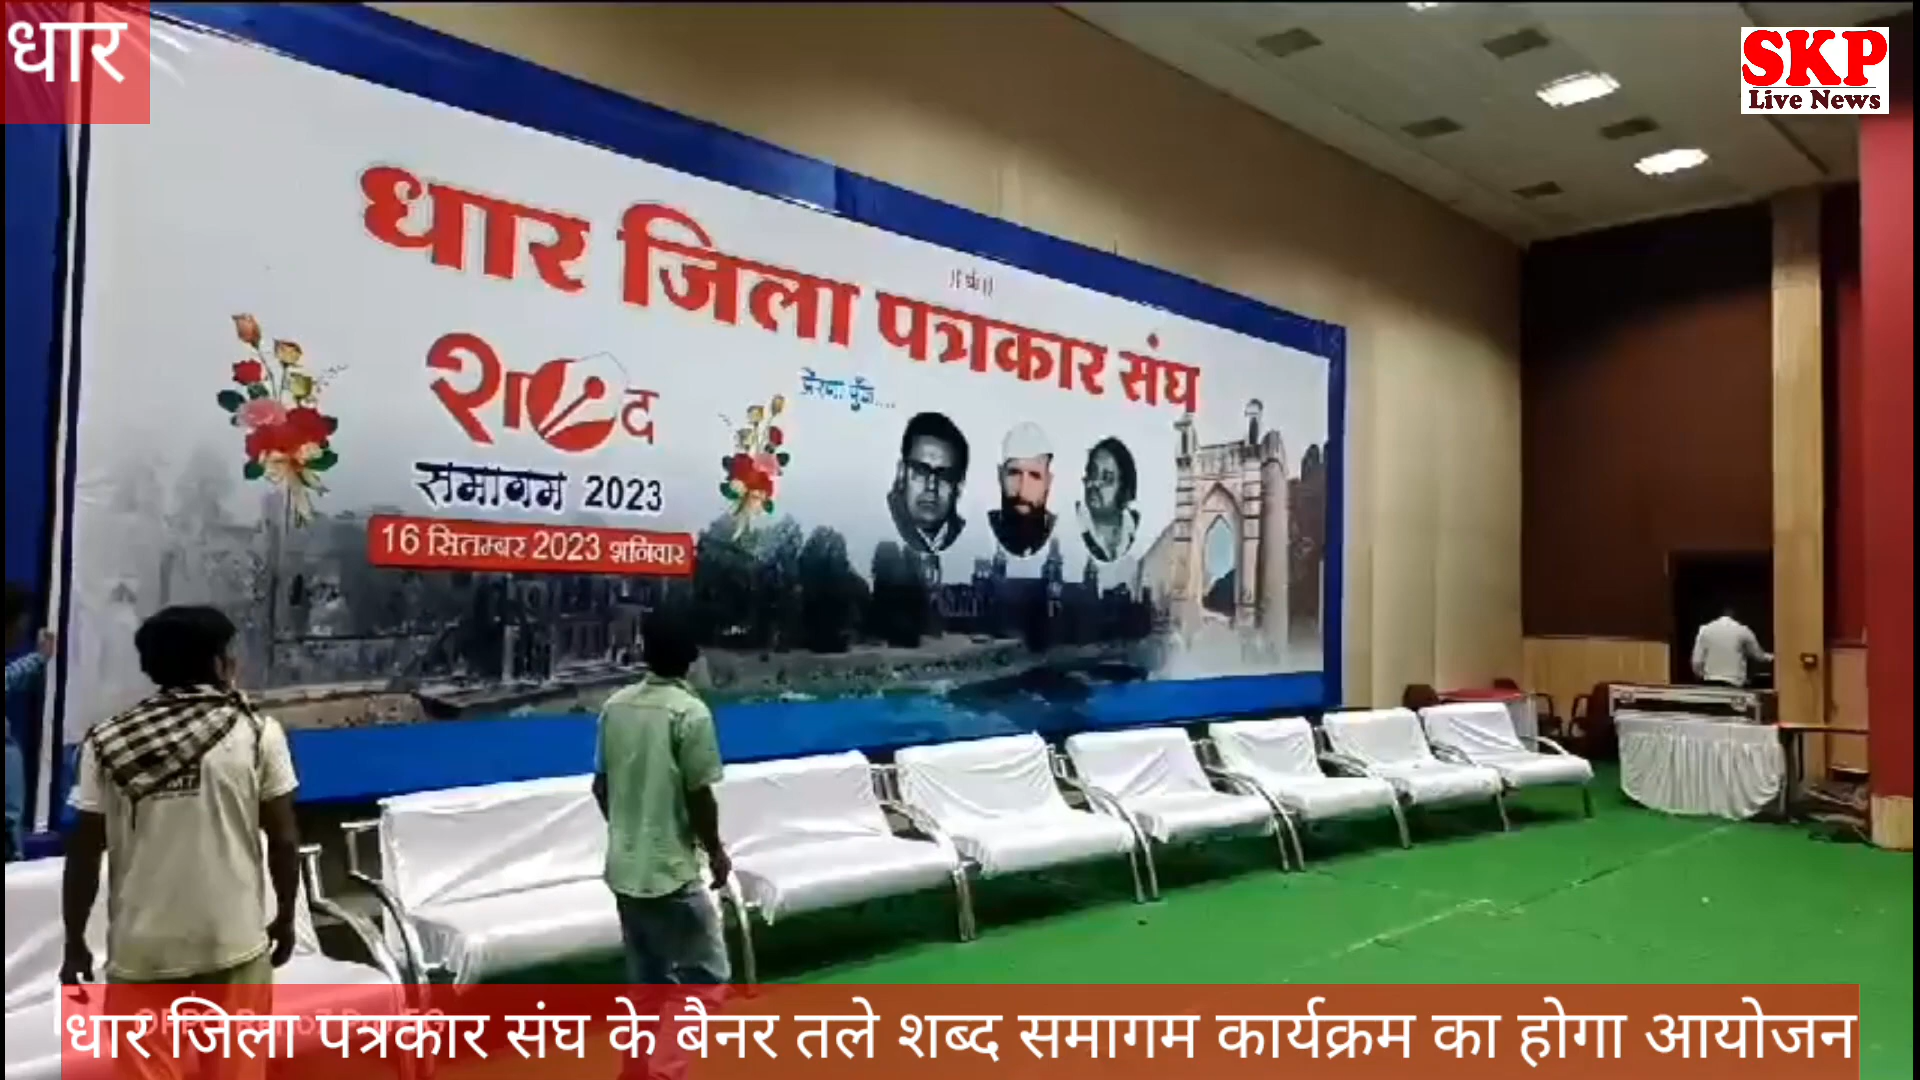 धार
SKP
Live News
धार जिला पत्रकार संघ
शब्द
प्रेरणा पुँज....
समागम 2023
16 सितम्बर 2023 शनिवार
धार जिला पत्रकार संघ के बैनर तले शब्द समागम कार्यक्रम का होगा आयोजन